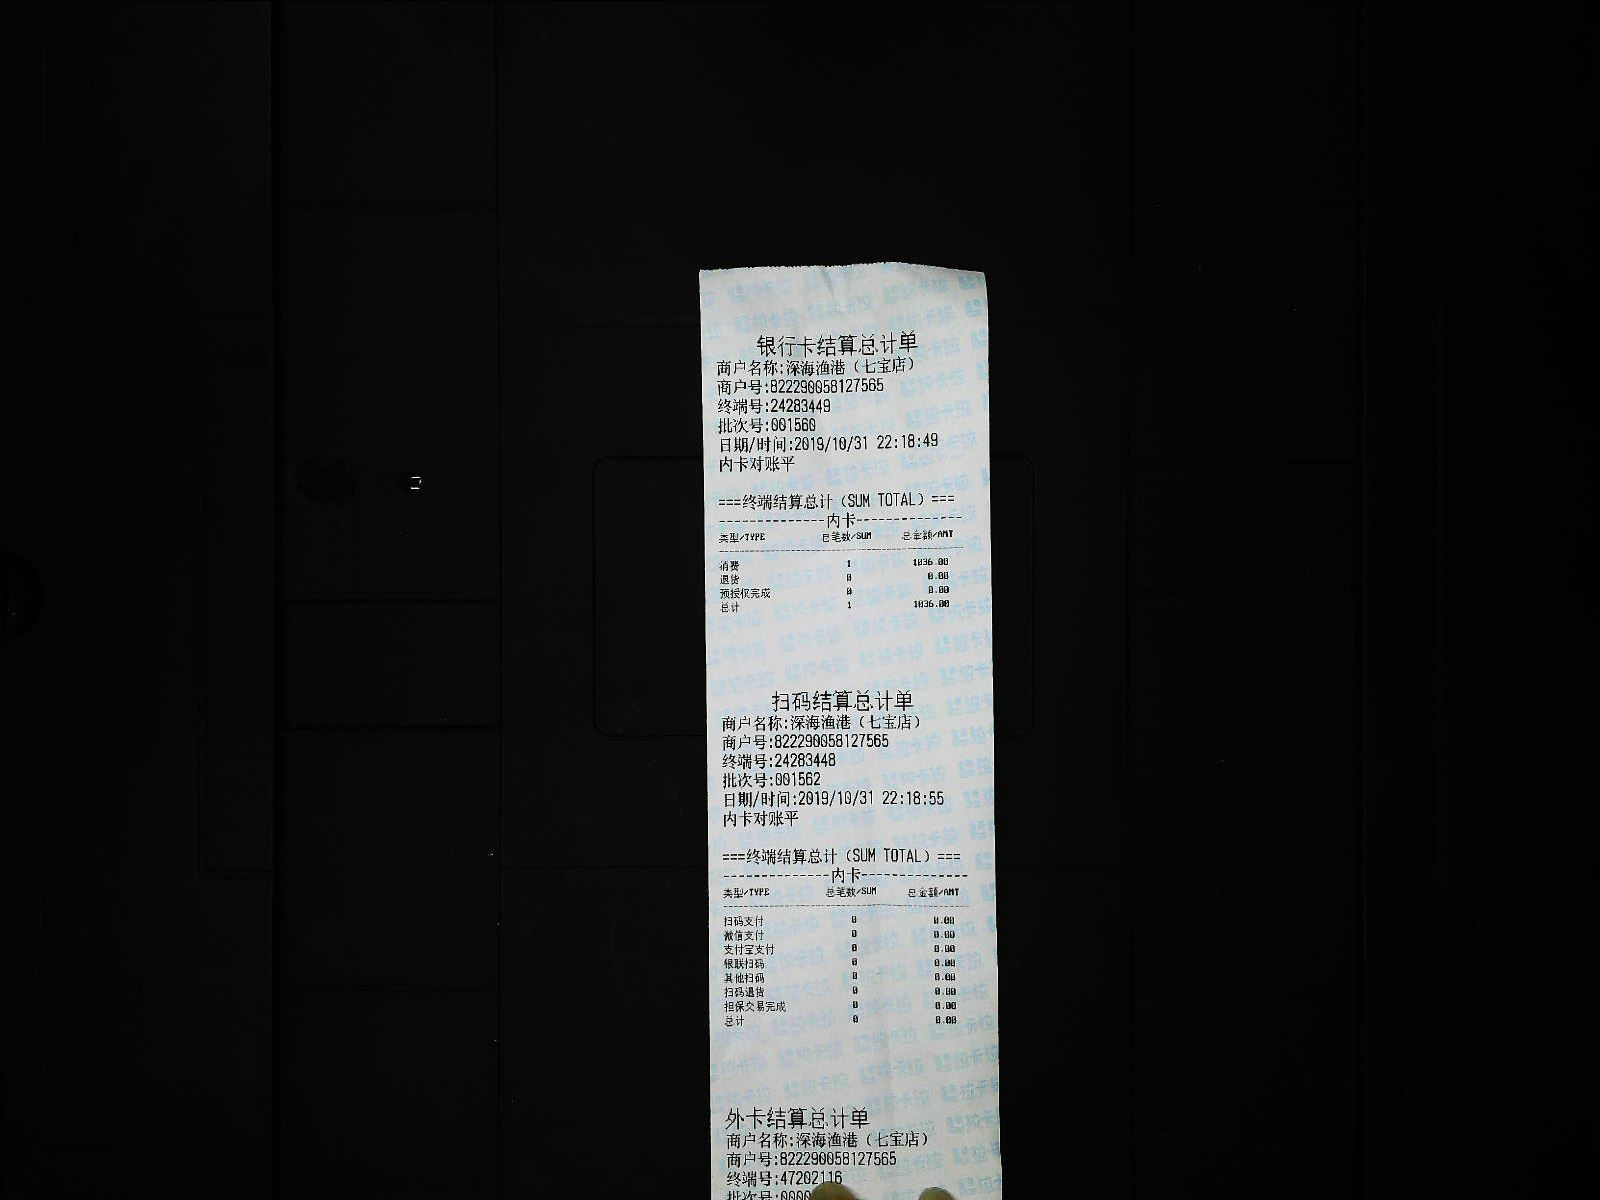 银行卡结算总计单
商户名称:深海渔港（七宝店）
商户号:822290058127565
终端号:24283449
批次号:001560
日期/时间:2019/10/31 22:18:49
内卡对账平
===终端结算总计（SUM TOTAL）===
--------------内卡--------------
类型/TYPE 总笔数/SUM 总金额/AMT
消费 1 1036.00
退货 0 0.00
预授权完成 0 0.00
总计 1 1036.00
扫码结算总计单
商户名称:深海渔港（七宝店）
商户号:822290058127565
终端号:24283448
批次号:001562
日期/时间:2019/10/31 22:18:55
内卡对账平
===终端结算总计（SUM TOTAL）===
--------------内卡--------------
类型/TYPE 总笔数/SUM 总金额/AMT
扫码支付 0 0.00
微信支付 0 0.00
支付宝支付 0 0.00
银联扫码 0 0.00
其他扫码 0 0.00
扫码退货 0 0.00
担保交易完成 0 0.00
总计 0 0.00
外卡结算总计单
商户名称:深海渔港（七宝店）
商户号:822290058127565
终端号:47202116
批次号:0000